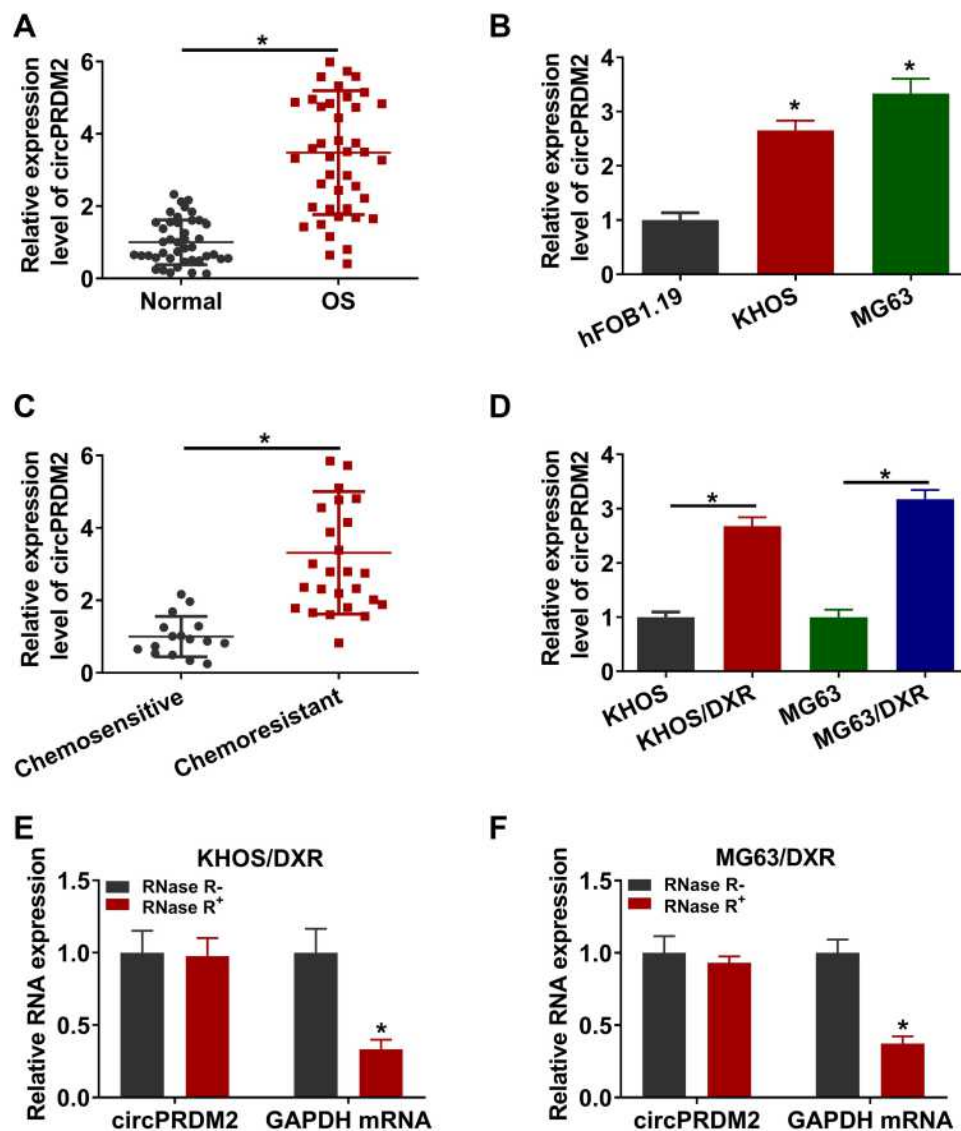 A
Relative expression
level of circPRDM2
6
4
2
0
*
Normal
OS
B
Relative expression
level of circPRDM2
4
3
2
1
0
*
*
hFOB1.19
KHOS
MG63
C
Relative expression
level of circPRDM2
6
4
2
0
*
Chemosensitive
Chemoresistant
D
Relative expression
level of circPRDM2
4
3
2
1
0
*
*
KHOS
KHOS/DXR
MG63
MG63/DXR
E
KHOS/DXR
Relative RNA expression
1.5
1.0
0.5
0.0
RNase R-
RNase R+
*
circPRDM2
GAPDH mRNA
F
MG63/DXR
Relative RNA expression
1.5
1.0
0.5
0.0
RNase R-
RNase R+
*
circPRDM2
GAPDH mRNA